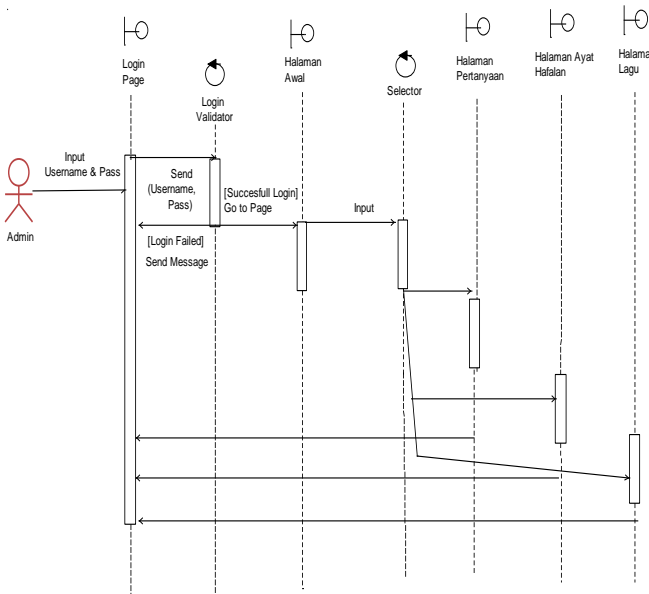 Login
Page
Login
Validator
Halaman
Awal
Selector
Halaman
Pertanyaan
Halaman Ayat
Hafalan
Halama
Lagu
Input
Username & Pass
Admin
Send
(Username,
Pass)
[Succesfull Login]
Go to Page
Input
[Login Failed]
Send Message